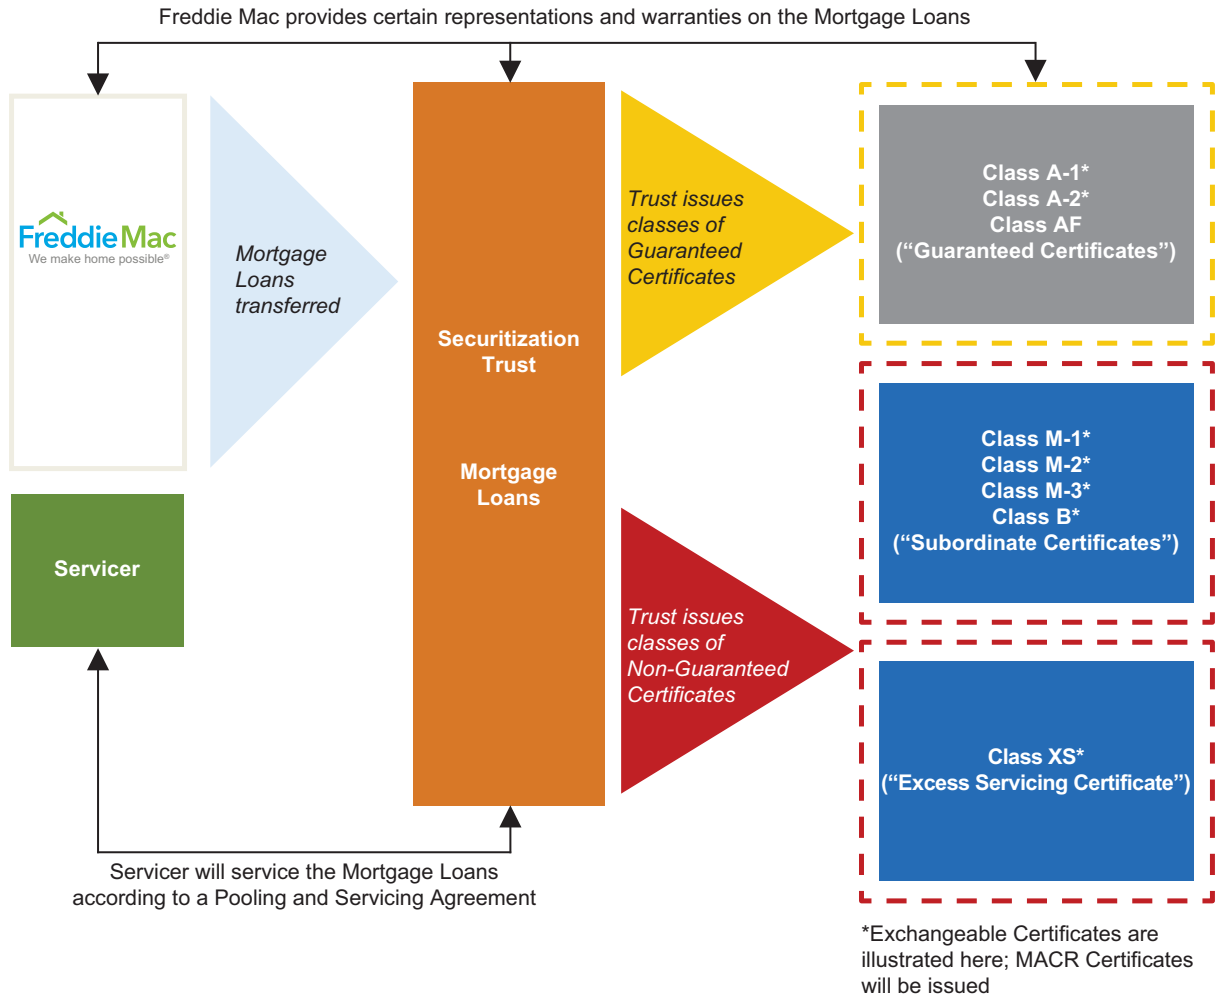 Freddie Mac provides certain representations and warranties on the Mortgage Loans
FreddieMac
We make home possible®
Mortgage
Loans
transferred
Securitization
Trust
Mortgage
Loans
Trust issues
classes of
Guaranteed
Certificates
Class A-1*
Class A-2*
Class AF
(“Guaranteed Certificates”)
Class M-1*
Class M-2*
Class M-3*
Class B*
(“Subordinate Certificates”)
Servicer
Trust issues
classes of
Non-Guaranteed
Certificates
Class XS*
(“Excess Servicing Certificate”)
Servicer will service the Mortgage Loans
according to a Pooling and Servicing Agreement
*Exchangeable Certificates are
illustrated here; MACR Certificates
will be issued